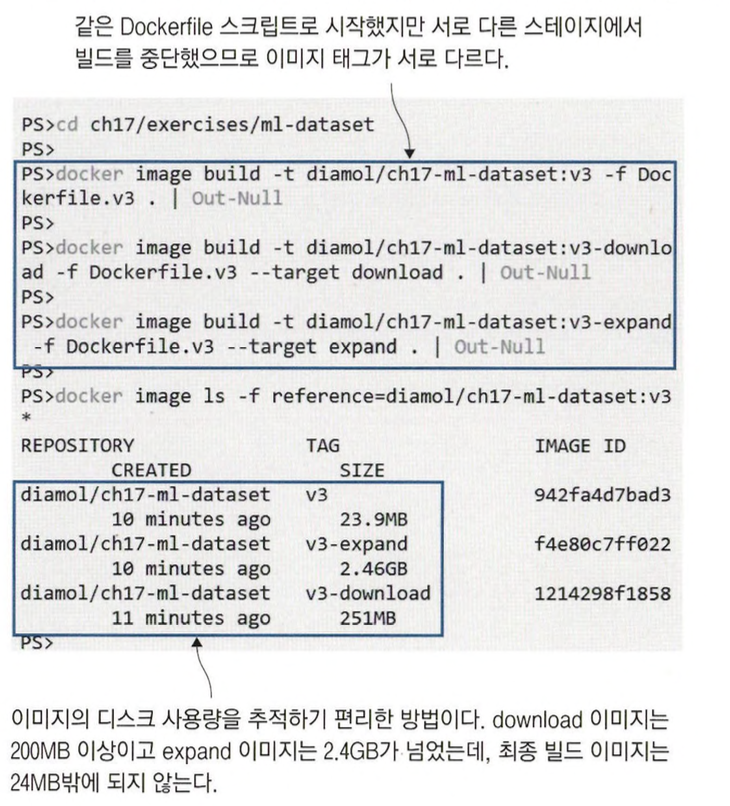 같은 Dockerfile 스크립트로 시작했지만 서로 다른 스테이지에서
빌드를 중단했으므로 이미지 태그가 서로 다르다.
PS>cd ch17/exercises/ml-dataset
PS>
PS>docker image build -t diamol/ch17-ml-dataset:v3 -f Doc
kerfile.v3 . | Out-Null
PS>
PS>docker image build -t diamol/ch17-ml-dataset:v3-downlo
ad -f Dockerfile.v3 --target download . | Out-Null
PS>
PS>docker image build -t diamol/ch17-ml-dataset:v3-expand
-f Dockerfile.v3 --target expand . | Out-Null
PS>
PS>docker image ls -f reference=diamol/ch17-ml-dataset:v3
*
REPOSITORY TAG IMAGE ID
CREATED SIZE
diamol/ch17-ml-dataset v3 942fa4d7bad3
10 minutes ago 23.9MB
diamol/ch17-ml-dataset v3-expand f4e80c7ff022
10 minutes ago 2.46GB
diamol/ch17-ml-dataset v3-download 1214298f1858
11 minutes ago 251MB
PS>
이미지의 디스크 사용량을 추적하기 편리한 방법이다. download 이미지는
200MB 이상이고 expand 이미지는 2.4GB가 넘었는데, 최종 빌드 이미지는
24MB밖에 되지 않는다.